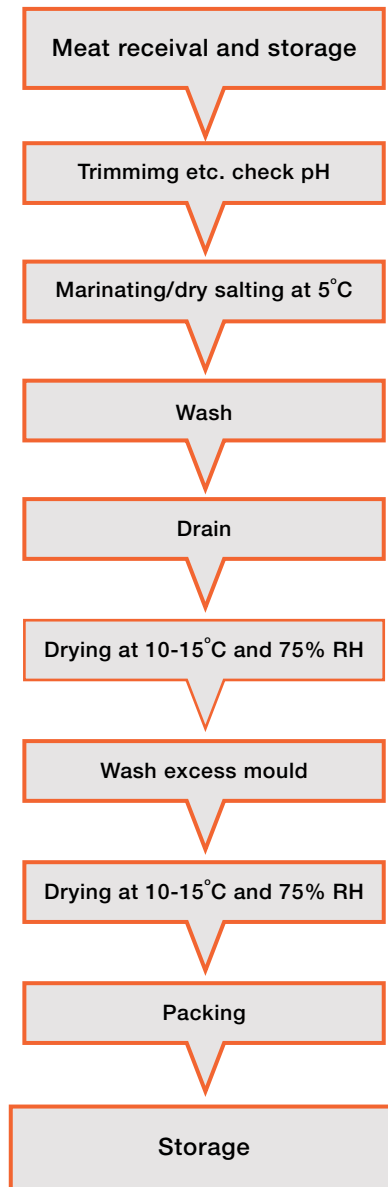 Meat receival and storage
Trimmimg etc. check pH
Marinating/dry salting at 5°C
Wash
Drain
Drying at 10-15°C and 75% RH
Wash excess mould
Drying at 10-15°C and 75% RH
Packing
Storage